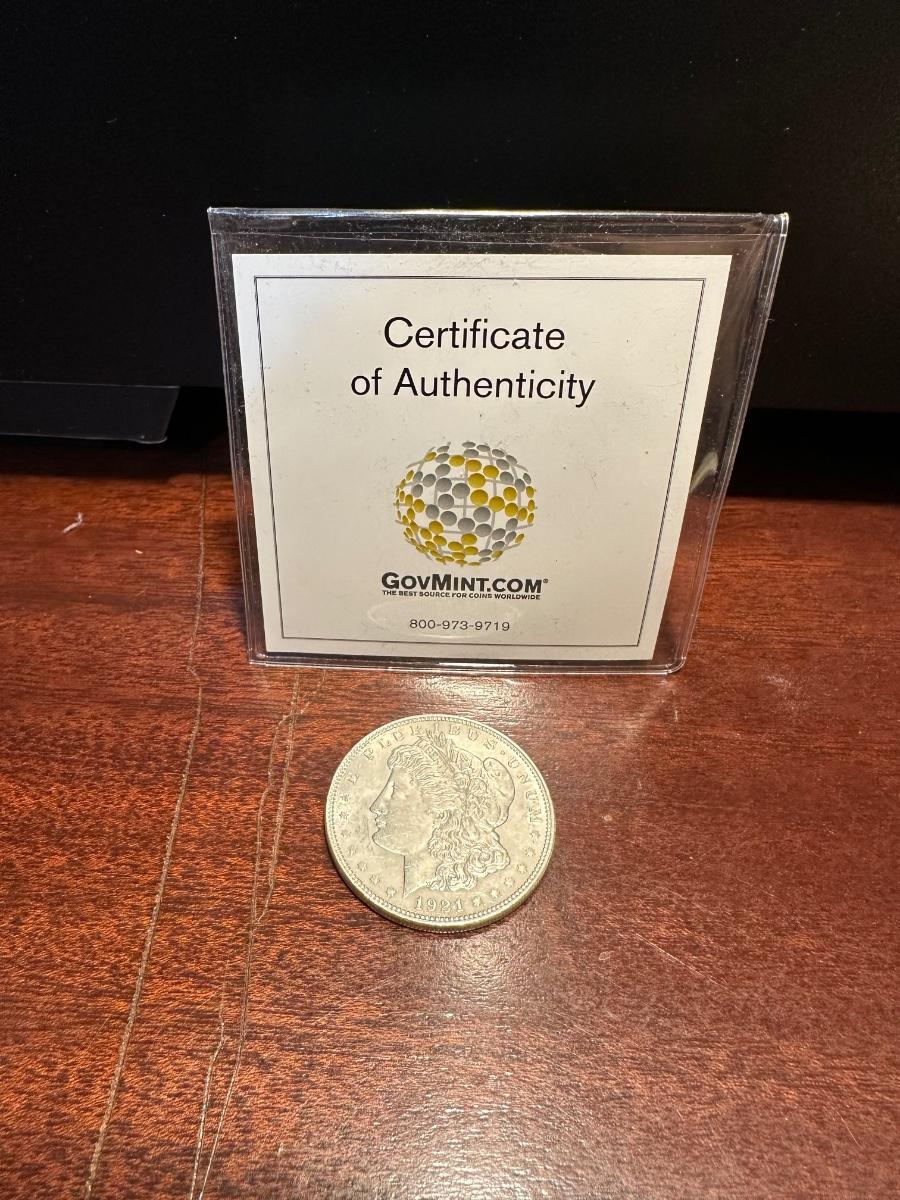 Certificate
of Authenticity
GOVMINT.COM®
THE BEST SOURCE FOR COINS WORLDWIDE
800-973-9719
E·PLURIBUS·UNUM
1921